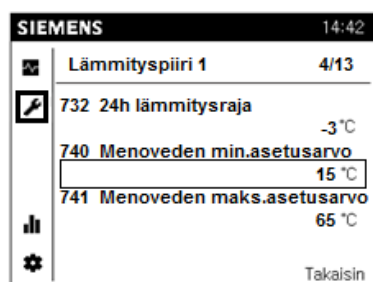 SIEMENS 14:42
Lämmityspiiri 1 4/13
732 24h lämmitysraja
-3 °C
740 Menoveden min.asetusarvo
15 °C
741 Menoveden maks.asetusarvo
65 °C
Takaisin